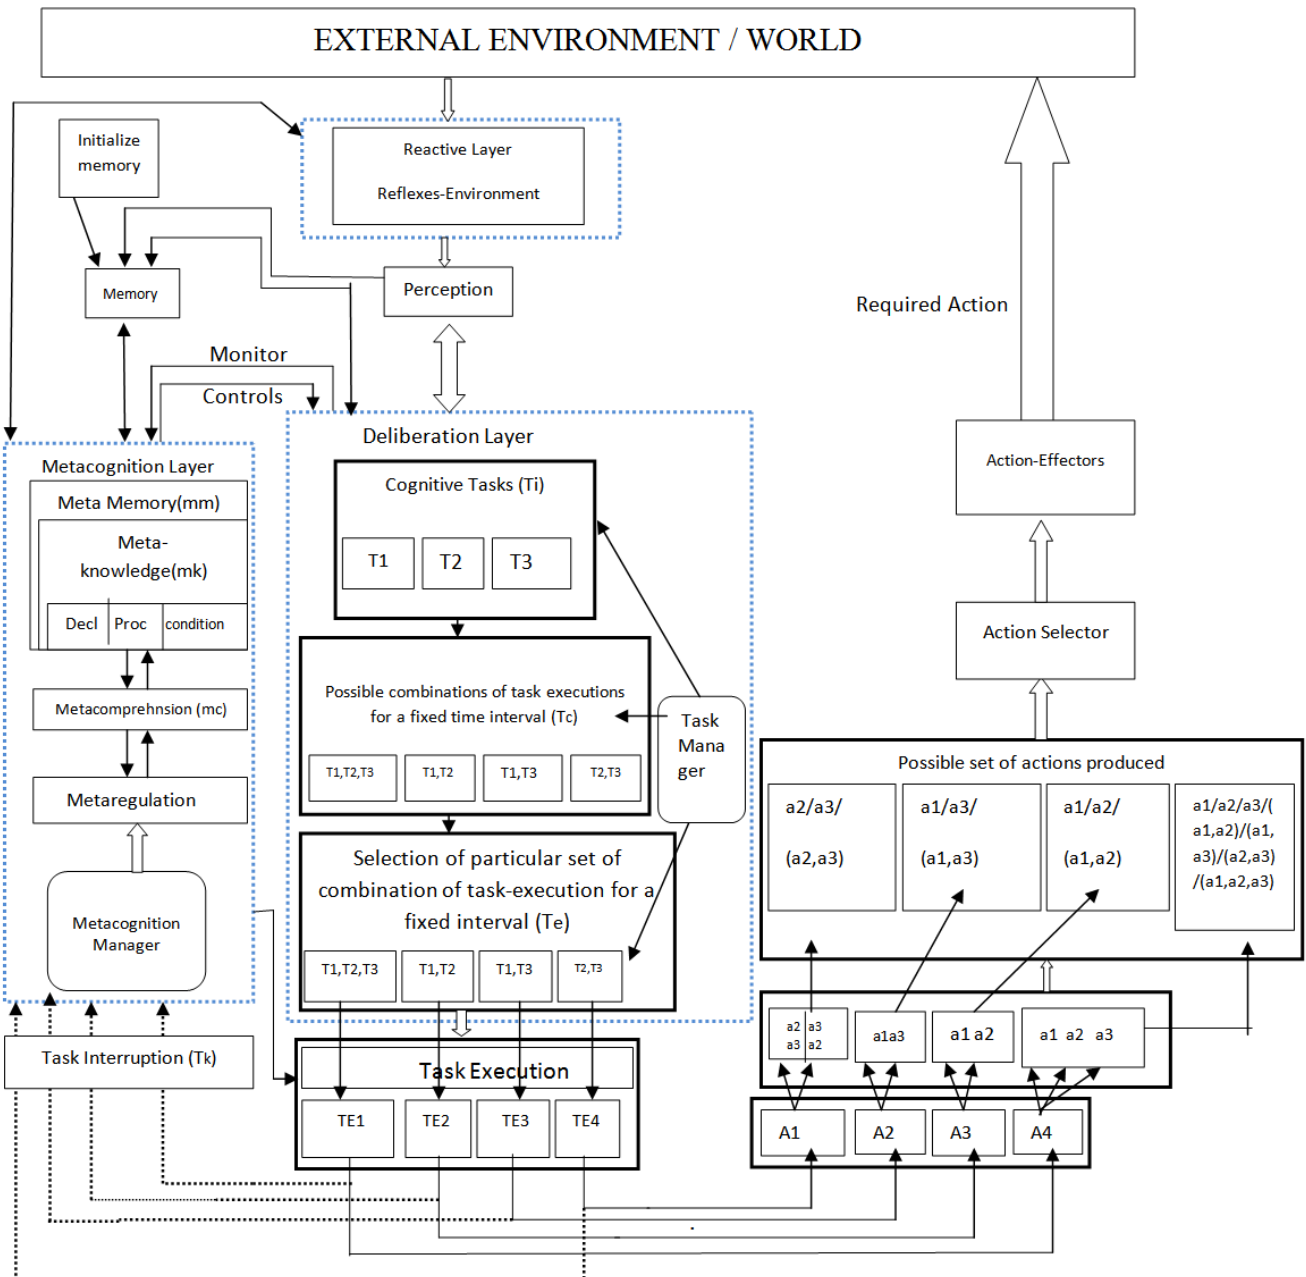 EXTERNAL ENVIRONMENT / WORLD
Initialize
memory
Reactive Layer
Reflexes-Environment
Memory
Perception
Required Action
Monitor
Controls
Metacognition Layer
Meta Memory(mm)
Meta-
knowledge(mk)
Decl Proc condition
Metacomprehnsion (mc)
Metaregulation
Metacognition
Manager
Task Interruption (Tk)
Deliberation Layer
Cognitive Tasks (Ti)
T1 T2 T3
Possible combinations of task executions
for a fixed time interval (Tc)
T1,T2,T3 T1,T2 T1,T3 T2,T3
Task
Mana
ger
Selection of particular set of
combination of task-execution for a
fixed interval (Te)
T1,T2,T3 T1,T2 T1,T3 T2,T3
Task Execution
TE1 TE2 TE3 TE4
Action-Effectors
Action Selector
Possible set of actions produced
a2/a3/
(a2,a3)
a1/a3/
(a1,a3)
a1/a2/
(a1,a2)
a1/a2/a3/(
a1,a2)/(a1,
a3)/(a2,a3)
/(a1,a2,a3)
a2 a3
a3 a2
a1a3
a1 a2
a1 a2 a3
A1 A2 A3 A4